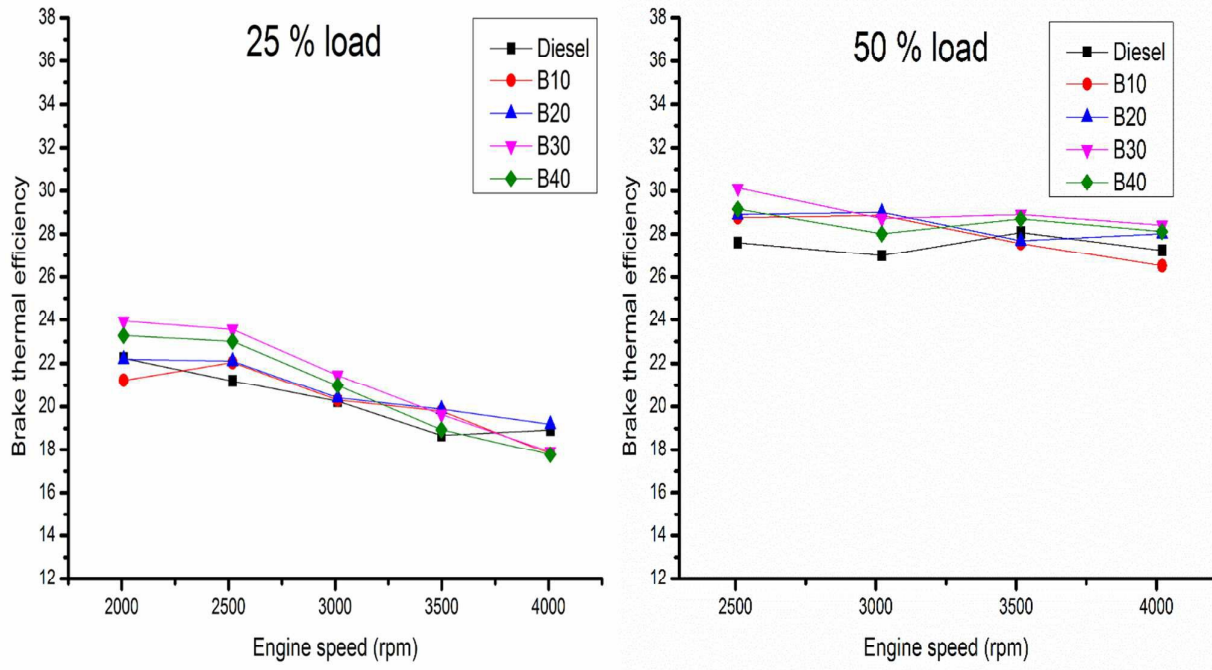 25 % load
Diesel
B10
B20
B30
B40
Brake thermal efficiency
38
36
34
32
30
28
26
24
22
20
18
16
14
12
2000
2500
3000
3500
4000
Engine speed (rpm)
50 % load
Diesel
B10
B20
B30
B40
Brake thermal efficiency
38
36
34
32
30
28
26
24
22
20
18
16
14
12
2500
3000
3500
4000
Engine speed (rpm)